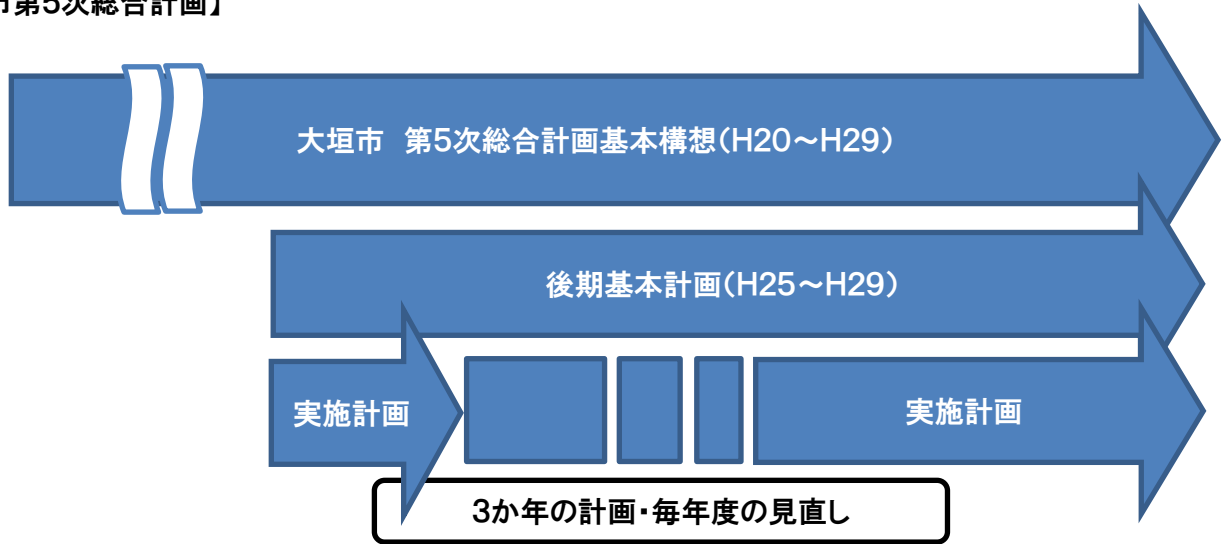 市第5次総合計画】
大垣市　第5次総合計画基本構想(H20～H29)
後期基本計画(H25～H29)
実施計画
実施計画
3か年の計画・毎年度の見直し